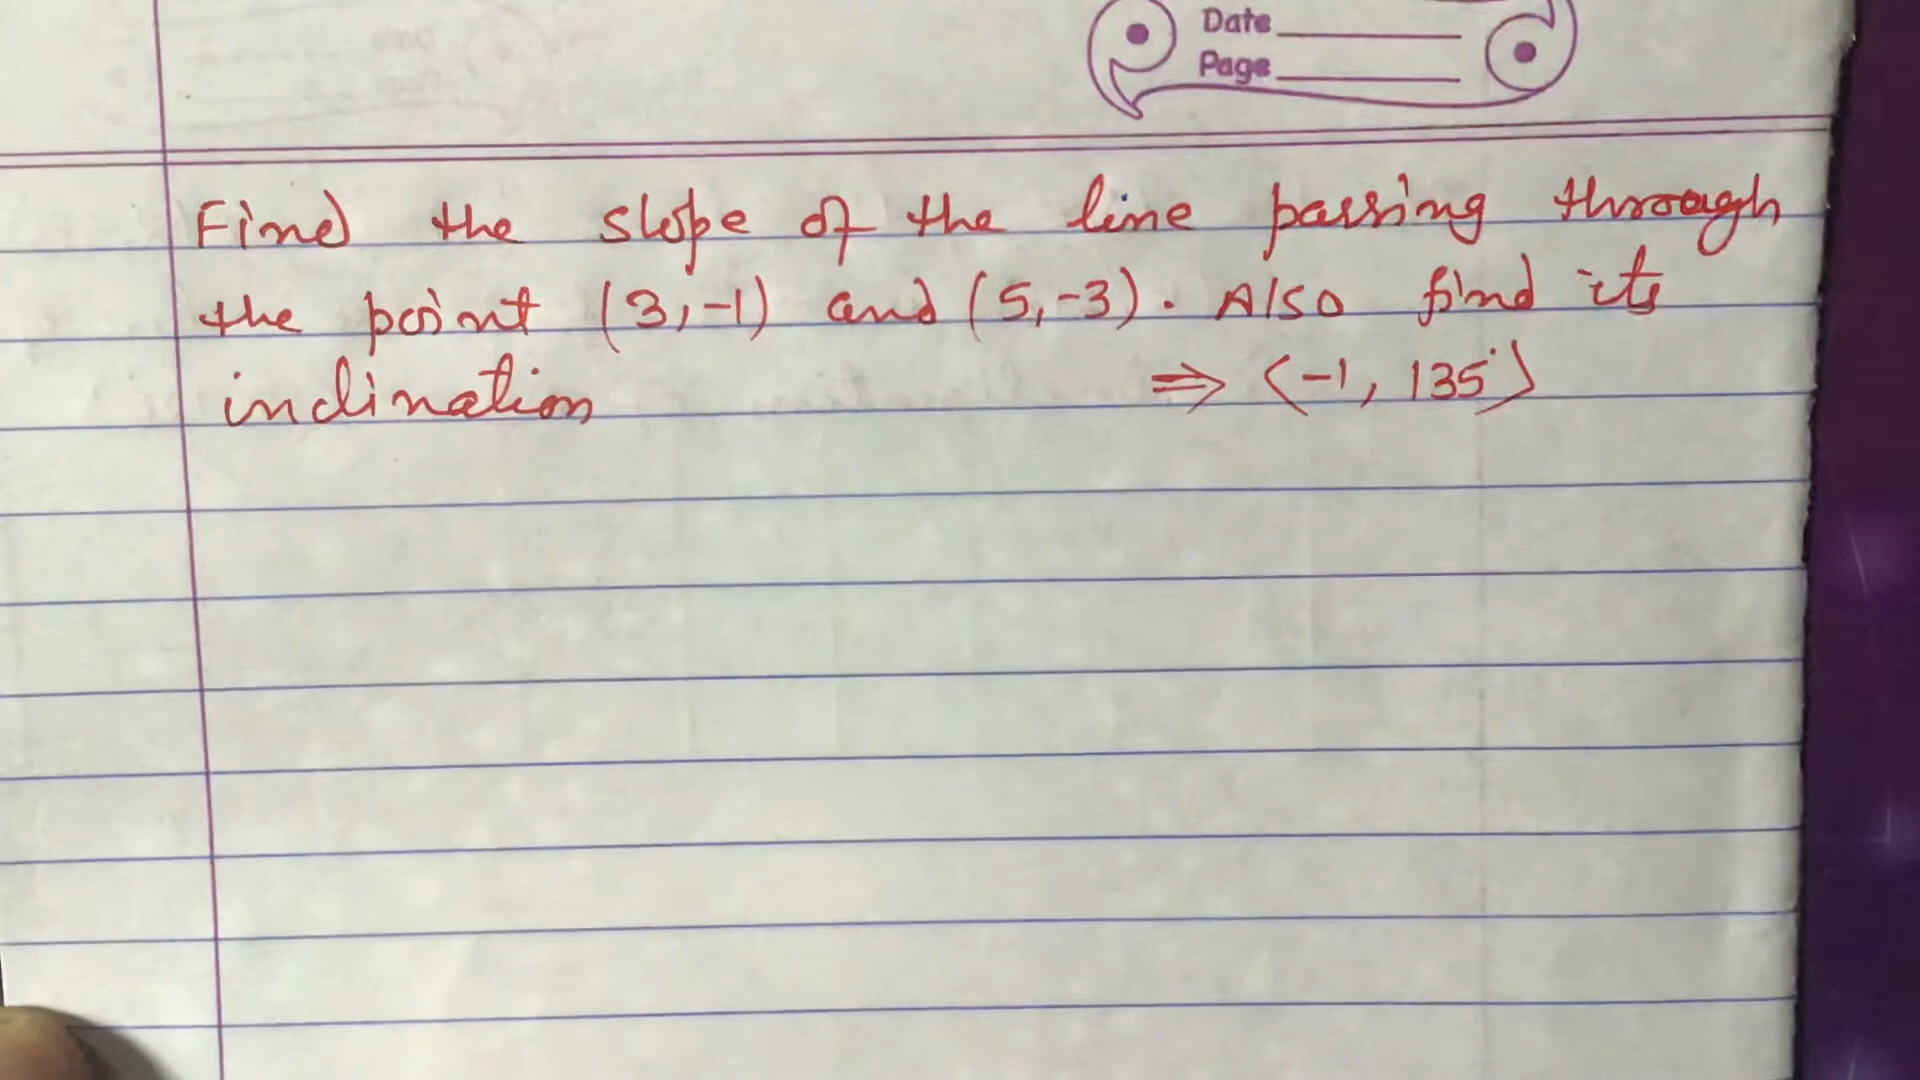 Date
Page
Find the slope of the line passing through
the point (3,-1) and (5,-3). Also find its
inclination ⇒ (-1, 135°)